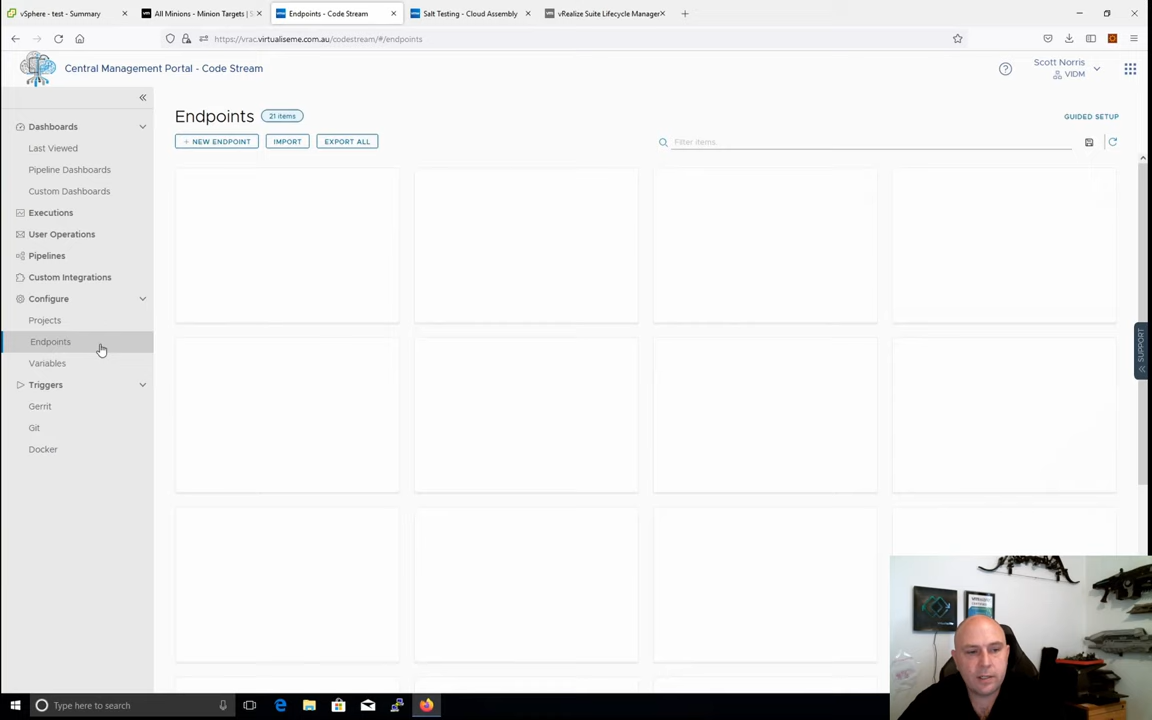 vSphere - test - Summary
All Minions - Minion Targets | S
Endpoints - Code Stream
Salt Testing - Cloud Assembly
vRealize Suite Lifecycle Manager
https://vrac.virtualiseme.com.au/codestream/#/endpoints
Central Management Portal - Code Stream
Scott Norris
VIDM
Dashboards
Last Viewed
Pipeline Dashboards
Custom Dashboards
Executions
User Operations
Pipelines
Custom Integrations
Configure
Projects
Endpoints
Variables
Triggers
Gerrit
Git
Docker
Endpoints 21 items
GUIDED SETUP
+ NEW ENDPOINT
IMPORT
EXPORT ALL
Filter items.
SUPPORT
Type here to search